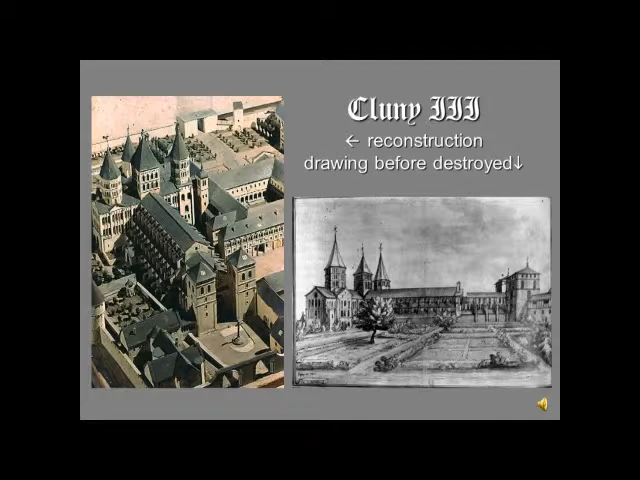 Cluny III
← reconstruction
drawing before destroyed↓